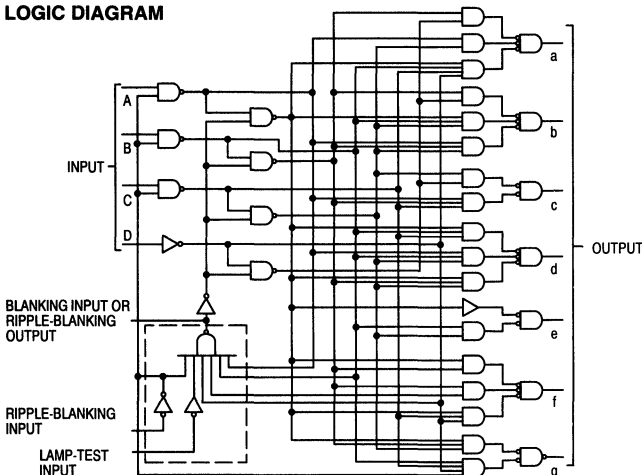 LOGIC DIAGRAM
a
A
b
B
INPUT
C
c
D
d
OUTPUT
BLANKING INPUT OR
RIPPLE-BLANKING
OUTPUT
e
f
RIPPLE-BLANKING
INPUT
LAMP-TEST
INPUT
g